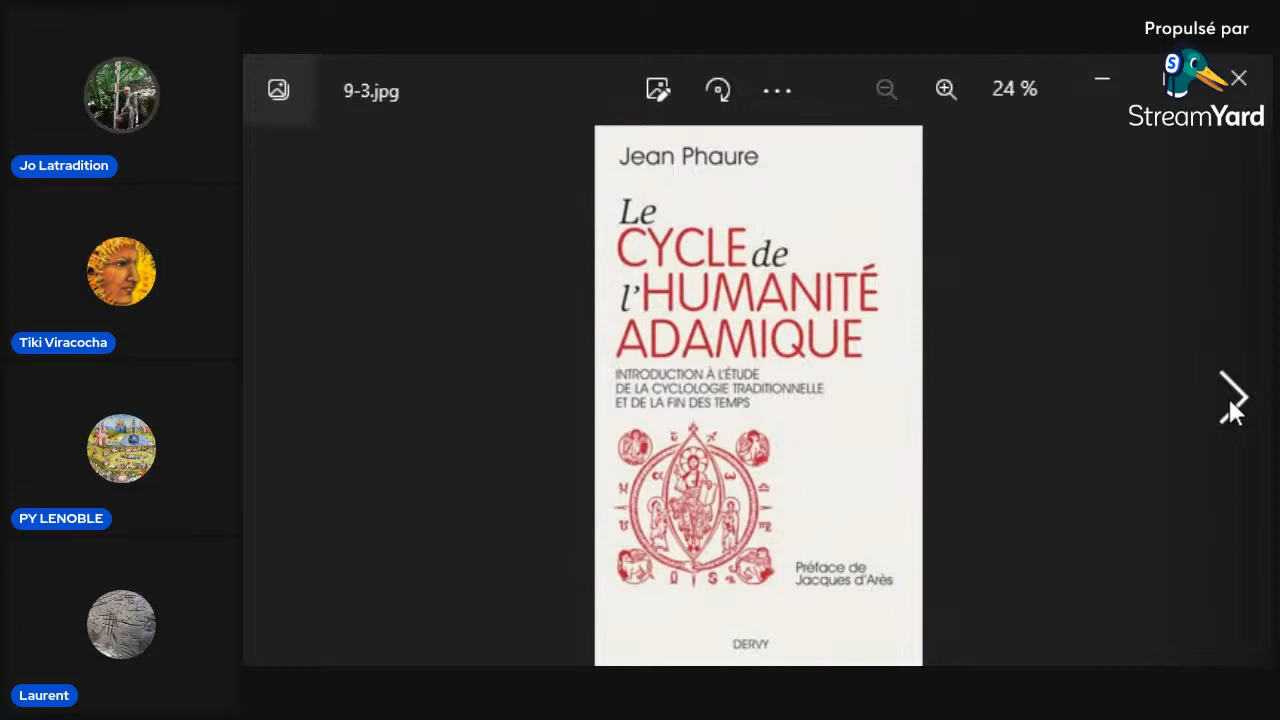 Propulsé par
StreamYard
9-3.jpg
24 %
Jo Latradition
Tiki Viracocha
PY LENOBLE
Laurent
Jean Phaure
Le
CYCLE de
l'HUMANITÉ
ADAMIQUE
INTRODUCTION À L'ÉTUDE
DE LA CYCLOLOGIE TRADITIONNELLE
ET DE LA FIN DES TEMPS
Préface de
Jacques d'Arès
DERVY